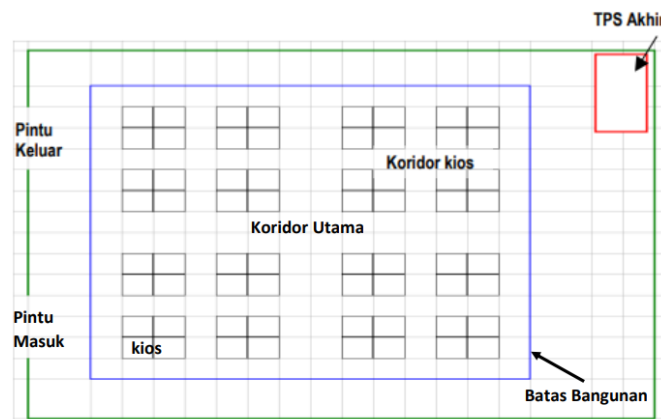 TPS Akhir
Pintu
Keluar
Koridor kios
Koridor Utama
Pintu
Masuk
kios
Batas Bangunan